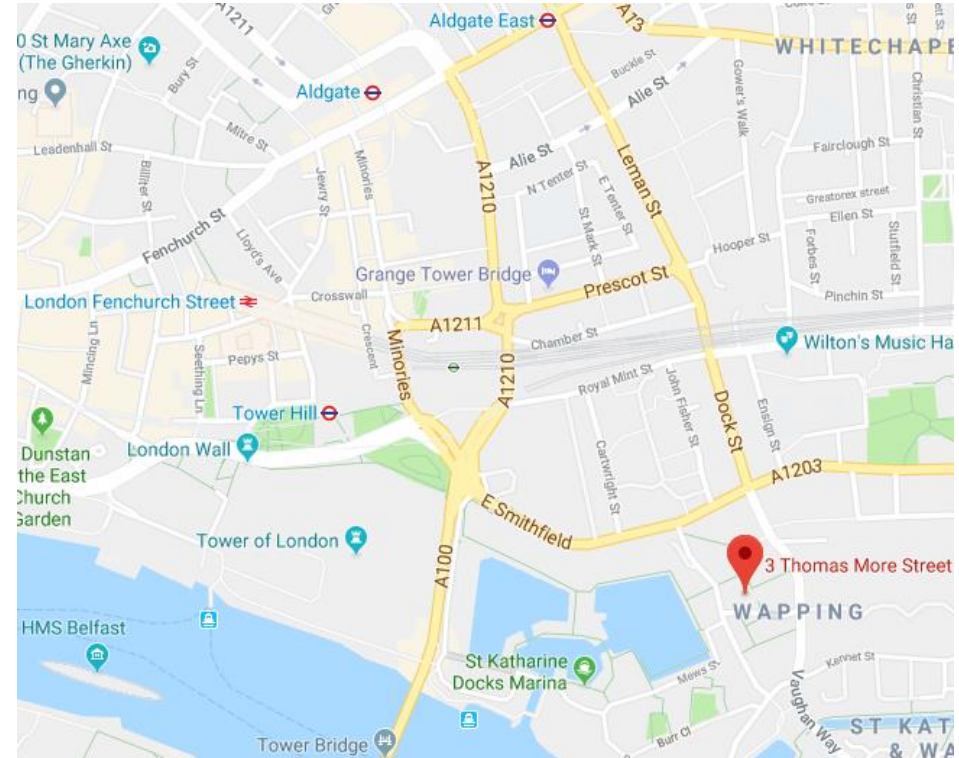 Aldgate East
A13
A1211
0 St Mary Axe
(The Gherkin)
ng
WHITECHAPE
Bury St
Buckle St
Gower's Walk
Christian St
Aldgate
Alie St
Mitre St
Leadenhall St
Billiter St
Jewry St
Minories
Alie St
Fairclough St
A1210
Leman St
N Tenter St
E Tenter St
Greatorex street
Ellen St
St Mark St
Fenchurch St
Lloyd's Ave
Hooper St
Forbes St
Stutfield St
Grange Tower Bridge
Prescot St
London Fenchurch Street
Crosswall
Pinchin St
A1211
Chamber St
Mincing Ln
Seething Ln
Pepys St
Crescent
Minories
A1210
Wilton's Music Ha
Royal Mint St
John Fisher St
Dock St
Ensign St
Tower Hill
London Wall
Dunstan
the East
Church
Garden
Cartwright St
A1203
E Smithfield
Tower of London
A100
3 Thomas More Street
WAPPING
HMS Belfast
St Katharine
Docks Marina
Mews St
Kennet St
Vaughan Way
Burr Cl
Tower Bridge
ST KAT
& WA